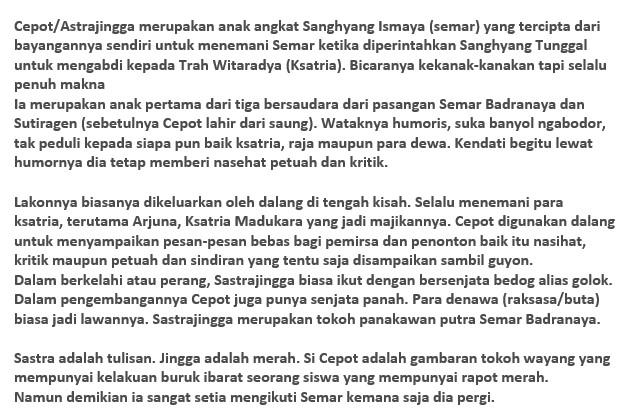 Cepot/Astrajingga merupakan anak angkat Sanghyang Ismaya (semar) yang tercipta dari
bayangannya sendiri untuk menemani Semar ketika diperintahkan Sanghyang Tunggal
untuk mengabdi kepada Trah Witaradya (Ksatria). Bicaranya kekanak-kanakan tapi selalu
penuh makna
Ia merupakan anak pertama dari tiga bersaudara dari pasangan Semar Badranaya dan
Sutiragen (sebetulnya Cepot lahir dari saung). Wataknya humoris, suka banyol ngabodor,
tak peduli kepada siapa pun baik ksatria, raja maupun para dewa. Kendati begitu lewat
humornya dia tetap memberi nasehat petuah dan kritik.

Lakonnya biasanya dikeluarkan oleh dalang di tengah kisah. Selalu menemani para
ksatria, terutama Arjuna, Ksatria Madukara yang jadi majikannya. Cepot digunakan dalang
untuk menyampaikan pesan-pesan bebas bagi pemirsa dan penonton baik itu nasihat,
kritik maupun petuah dan sindiran yang tentu saja disampaikan sambil guyon.
Dalam berkelahi atau perang, Sastrajingga biasa ikut dengan bersenjata bedog alias golok.
Dalam pengembangannya Cepot juga punya senjata panah. Para denawa (raksasa/buta)
biasa jadi lawannya. Sastrajingga merupakan tokoh panakawan putra Semar Badranaya.

Sastra adalah tulisan. Jingga adalah merah. Si Cepot adalah gambaran tokoh wayang yang
mempunyai kelakuan buruk ibarat seorang siswa yang mempunyai rapot merah.
Namun demikian ia sangat setia mengikuti Semar kemana saja dia pergi.